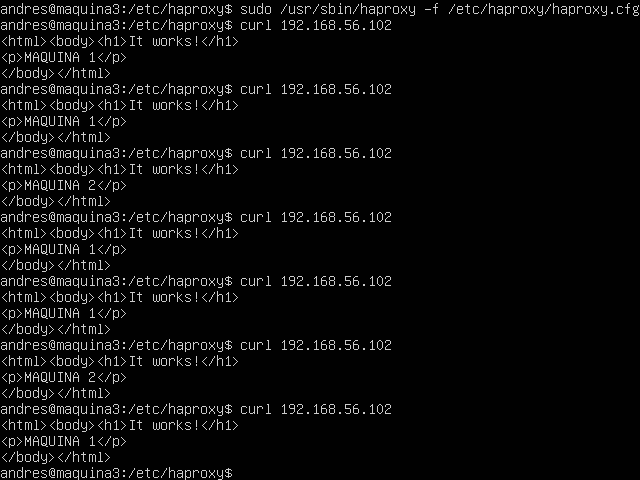 andres@maquina3:/etc/haproxy$ sudo /usr/sbin/haproxy -f /etc/haproxy/haproxy.cfg
andres@maquina3:/etc/haproxy$ curl 192.168.56.102
<html><body><h1>It works!</h1>
<p>MAQUINA 1</p>
</body></html>
andres@maquina3:/etc/haproxy$ curl 192.168.56.102
<html><body><h1>It works!</h1>
<p>MAQUINA 1</p>
</body></html>
andres@maquina3:/etc/haproxy$ curl 192.168.56.102
<html><body><h1>It works!</h1>
<p>MAQUINA 2</p>
</body></html>
andres@maquina3:/etc/haproxy$ curl 192.168.56.102
<html><body><h1>It works!</h1>
<p>MAQUINA 1</p>
</body></html>
andres@maquina3:/etc/haproxy$ curl 192.168.56.102
<html><body><h1>It works!</h1>
<p>MAQUINA 1</p>
</body></html>
andres@maquina3:/etc/haproxy$ curl 192.168.56.102
<html><body><h1>It works!</h1>
<p>MAQUINA 2</p>
</body></html>
andres@maquina3:/etc/haproxy$ curl 192.168.56.102
<html><body><h1>It works!</h1>
<p>MAQUINA 1</p>
</body></html>
andres@maquina3:/etc/haproxy$